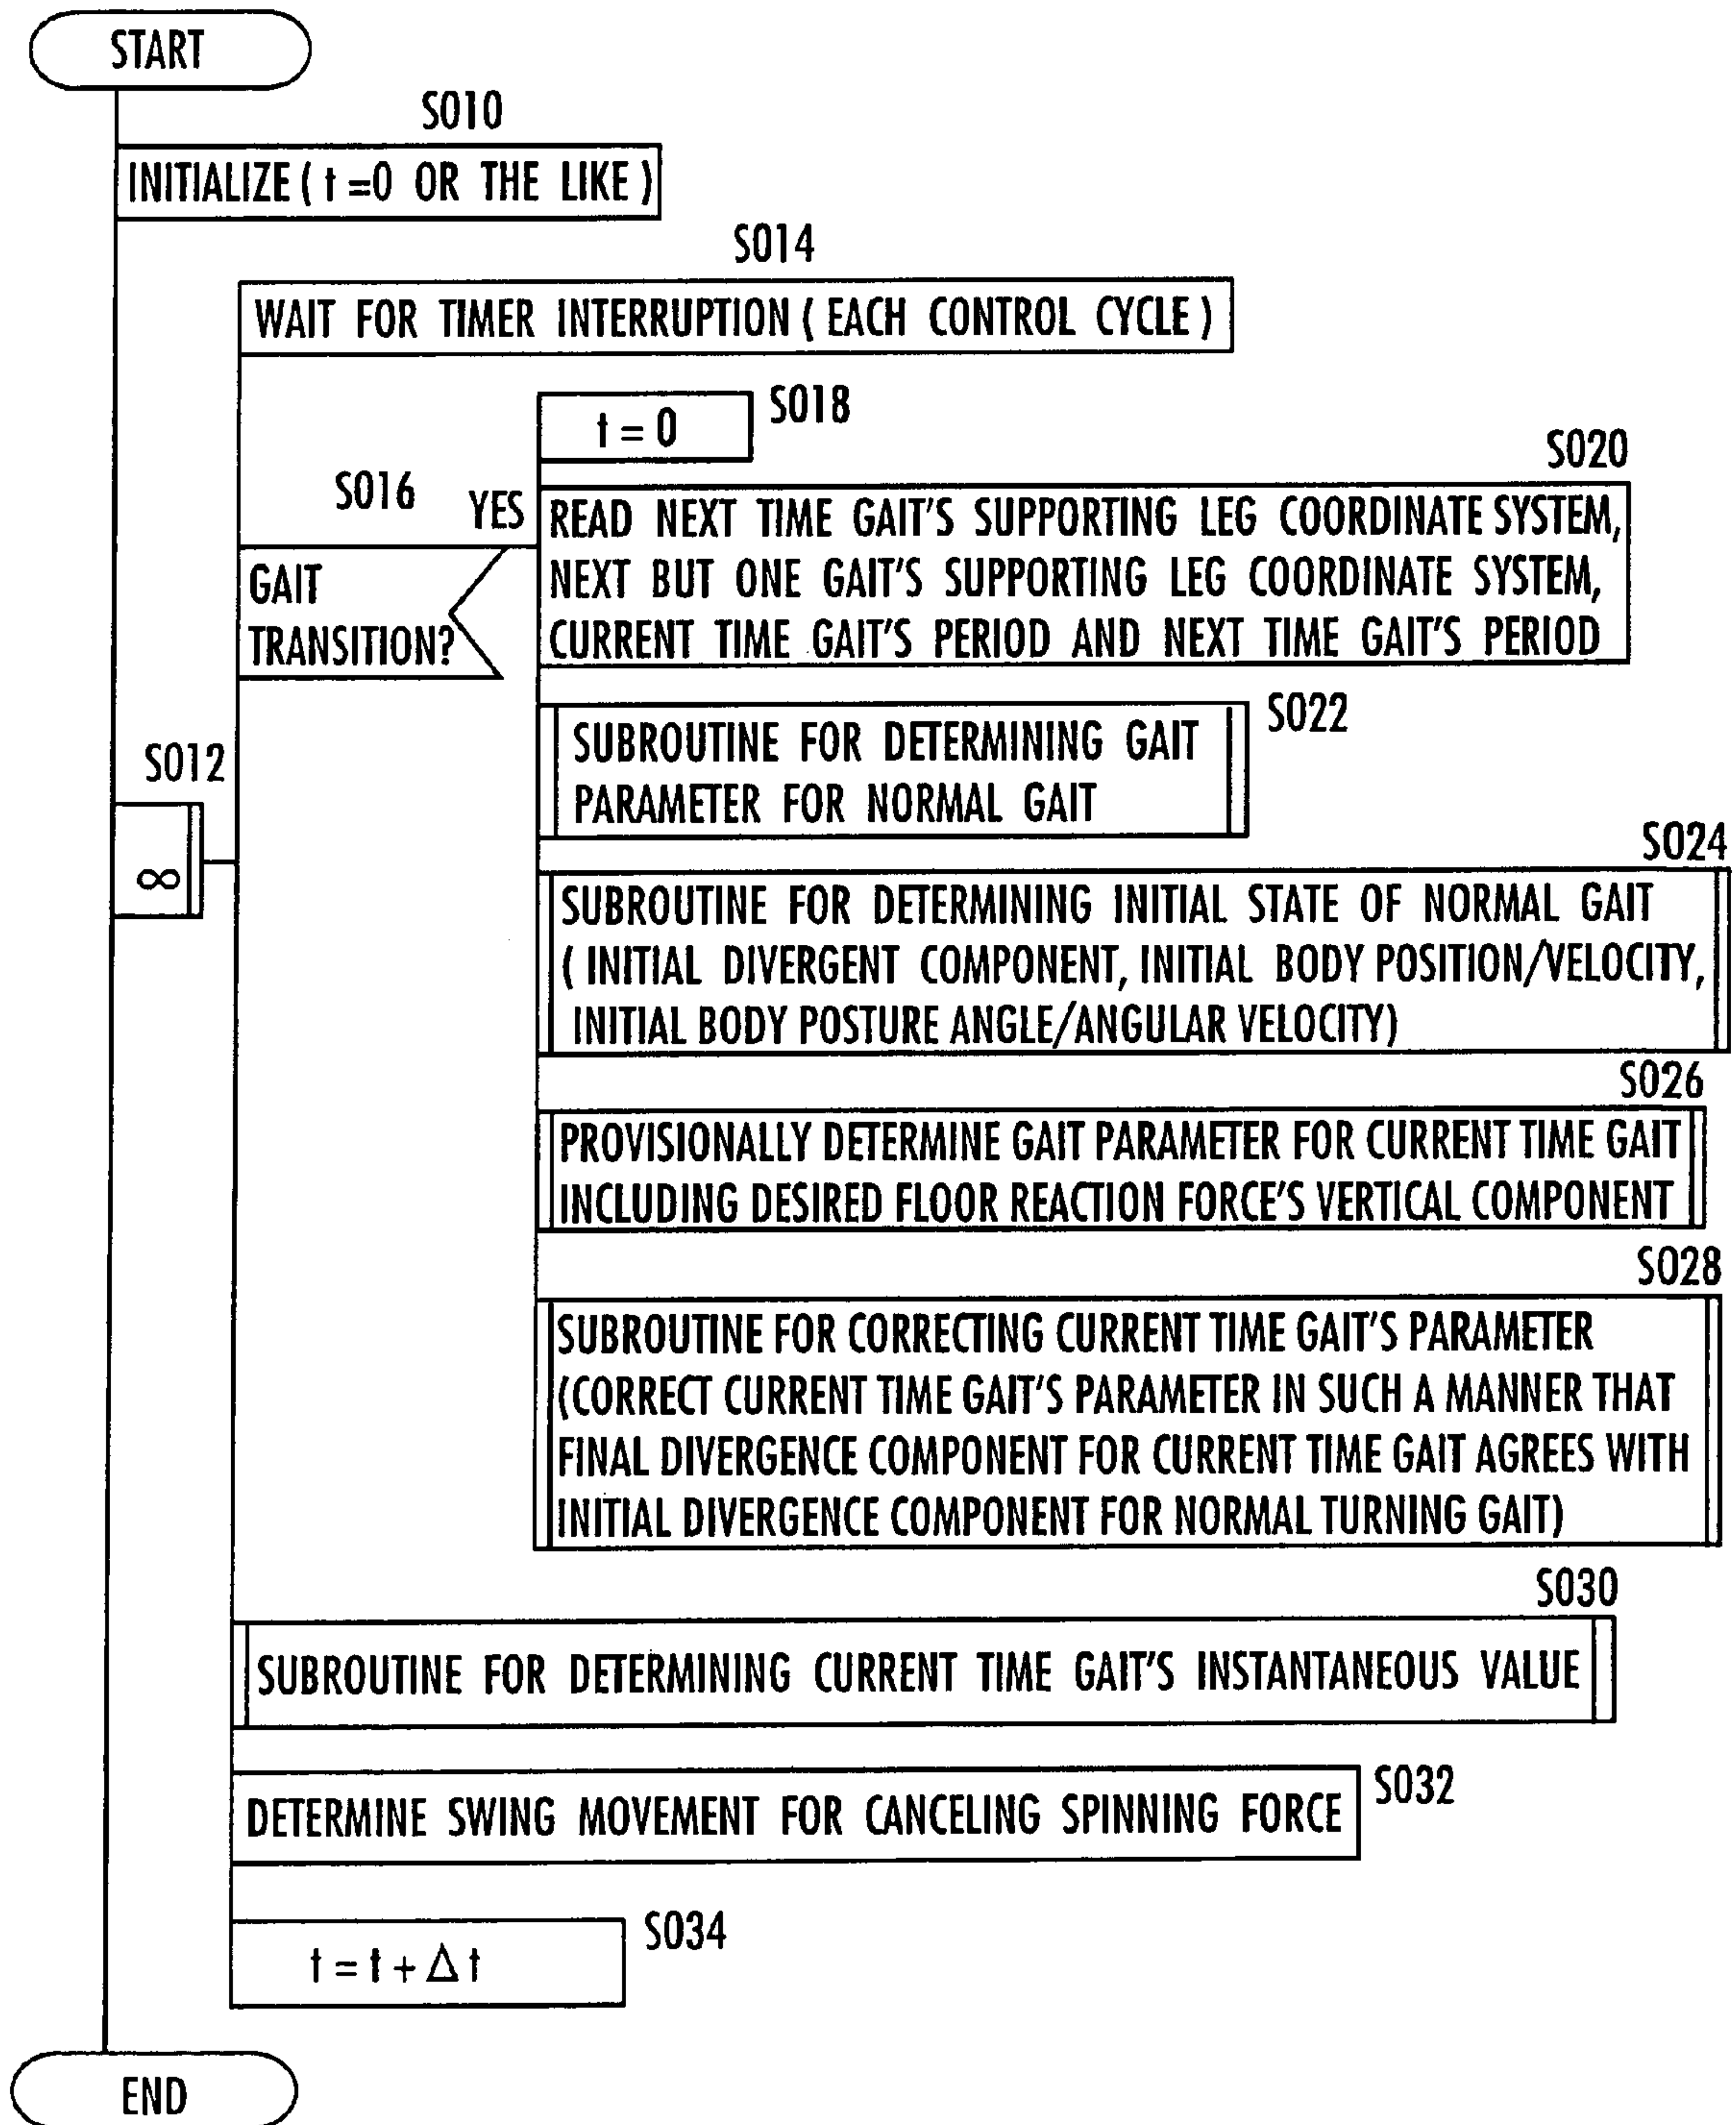 START
S010
INITIALIZE ( t =0 OR THE LIKE )
S014
WAIT FOR TIMER INTERRUPTION ( EACH CONTROL CYCLE )
t = 0
S018
S016
YES
GAIT
TRANSITION?
S020
READ NEXT TIME GAIT'S SUPPORTING LEG COORDINATE SYSTEM,
NEXT BUT ONE GAIT'S SUPPORTING LEG COORDINATE SYSTEM,
CURRENT TIME GAIT'S PERIOD AND NEXT TIME GAIT'S PERIOD
S022
SUBROUTINE FOR DETERMINING GAIT
PARAMETER FOR NORMAL GAIT
S012
∞
S024
SUBROUTINE FOR DETERMINING INITIAL STATE OF NORMAL GAIT
( INITIAL DIVERGENT COMPONENT, INITIAL BODY POSITION/VELOCITY,
INITIAL BODY POSTURE ANGLE/ANGULAR VELOCITY)
S026
PROVISIONALLY DETERMINE GAIT PARAMETER FOR CURRENT TIME GAIT
INCLUDING DESIRED FLOOR REACTION FORCE'S VERTICAL COMPONENT
S028
SUBROUTINE FOR CORRECTING CURRENT TIME GAIT'S PARAMETER
(CORRECT CURRENT TIME GAIT'S PARAMETER IN SUCH A MANNER THAT
FINAL DIVERGENCE COMPONENT FOR CURRENT TIME GAIT AGREES WITH
INITIAL DIVERGENCE COMPONENT FOR NORMAL TURNING GAIT)
S030
SUBROUTINE FOR DETERMINING CURRENT TIME GAIT'S INSTANTANEOUS VALUE
DETERMINE SWING MOVEMENT FOR CANCELING SPINNING FORCE
S032
t = t + Δ t
S034
END